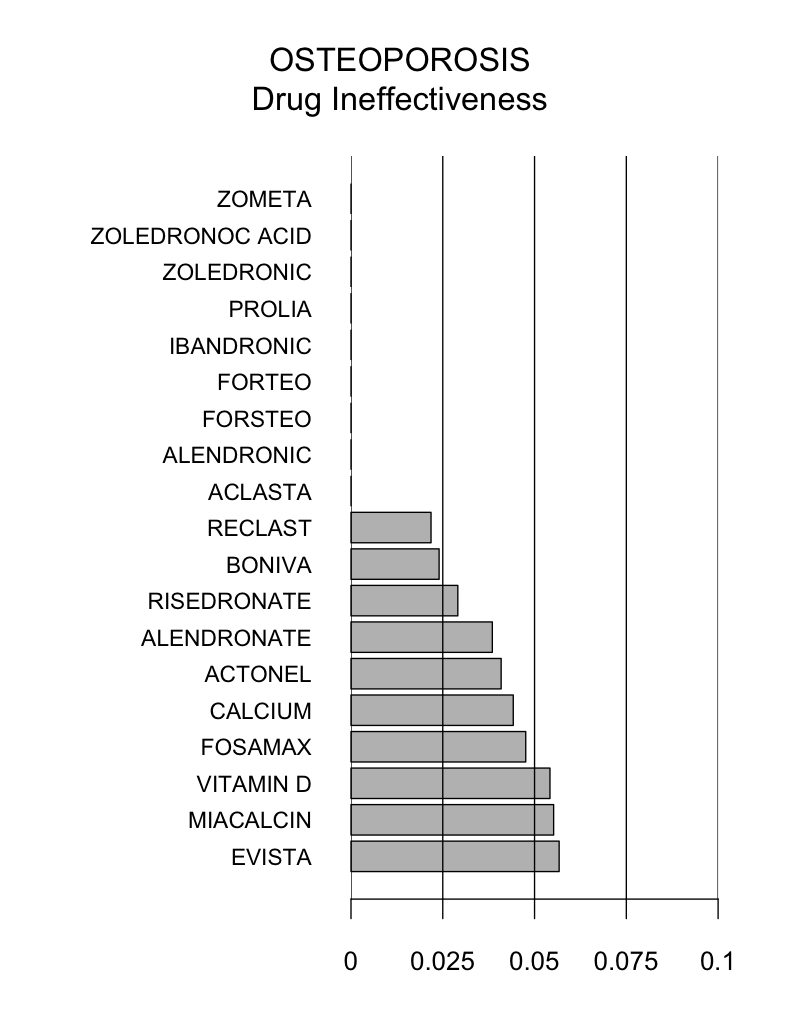 OSTEOPOROSIS
Drug Ineffectiveness
ZOMETA
ZOLEDRONOC ACID
ZOLEDRONIC
PROLIA
IBANDRONIC
FORTEO
FORSTEO
ALENDRONIC
ACLASTA
RECLAST
BONIVA
RISEDRONATE
ALENDRONATE
ACTONEL
CALCIUM
FOSAMAX
VITAMIN D
MIACALCIN
EVISTA
0 0.025 0.05 0.075 0.1